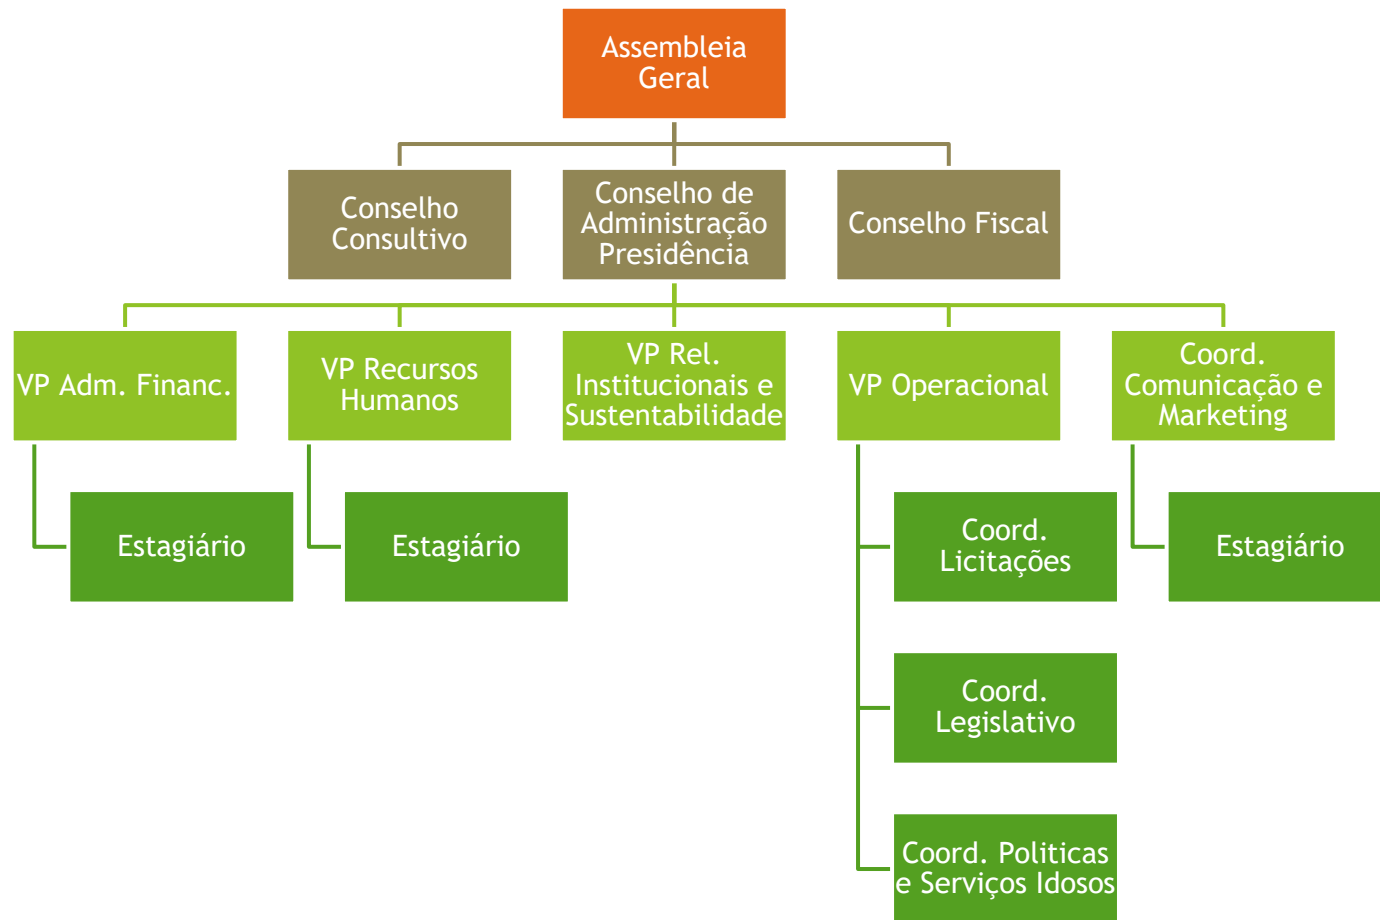 Assembleia
Geral
Conselho
Consultivo
Conselho de
Administração
Presidência
Conselho Fiscal
VP Adm. Financ.
VP Recursos
Humanos
VP Rel.
Institucionais e
Sustentabilidade
VP Operacional
Coord.
Comunicação e
Marketing
Estagiário
Estagiário
Coord.
Licitações
Estagiário
Coord.
Legislativo
Coord. Politicas
e Serviços Idosos